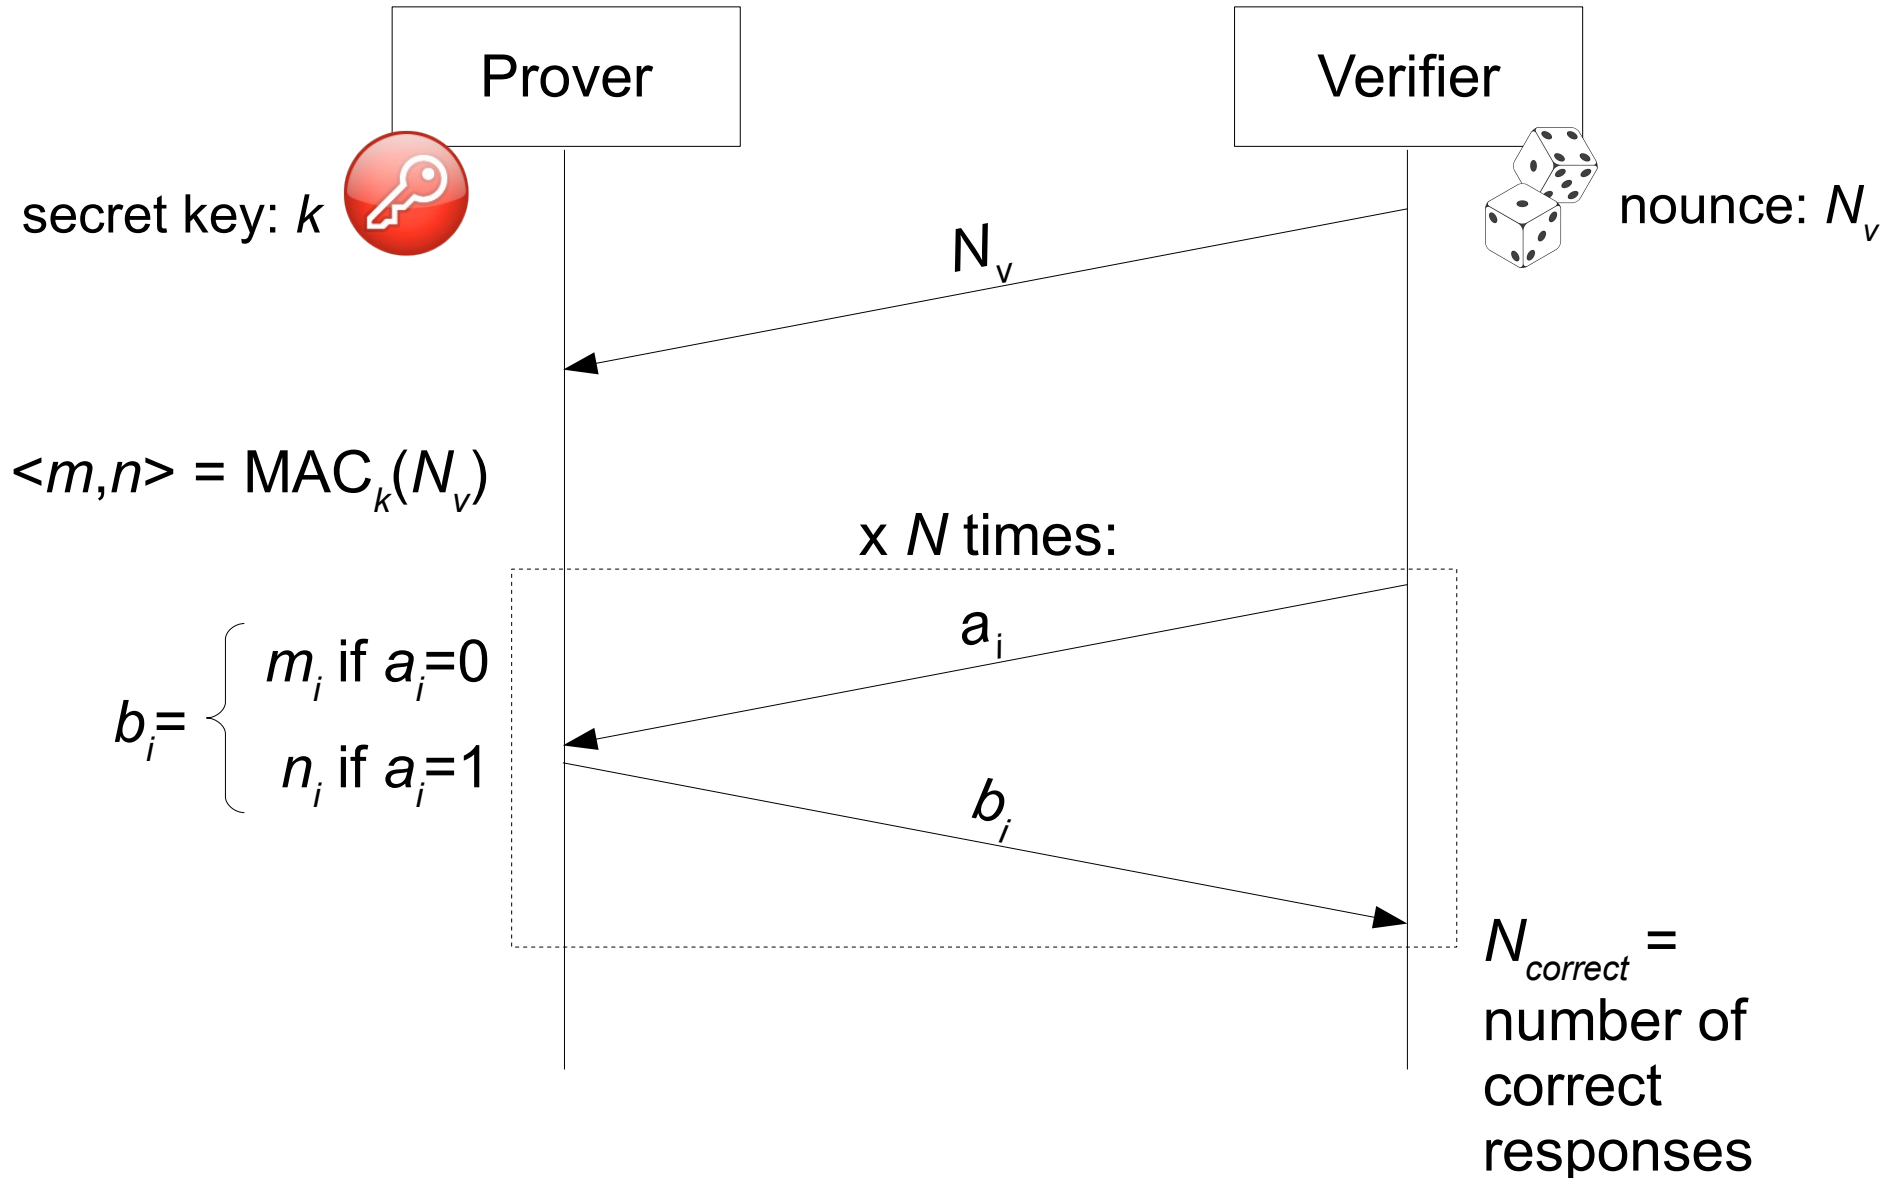 Prover
Verifier
secret key: k
nounce: Nv
Nv
<m,n> = MACk(Nv)
x N times:
ai
mi if ai=0
bi=
ni if ai=1
bi
Ncorrect =
number of
correct
responses